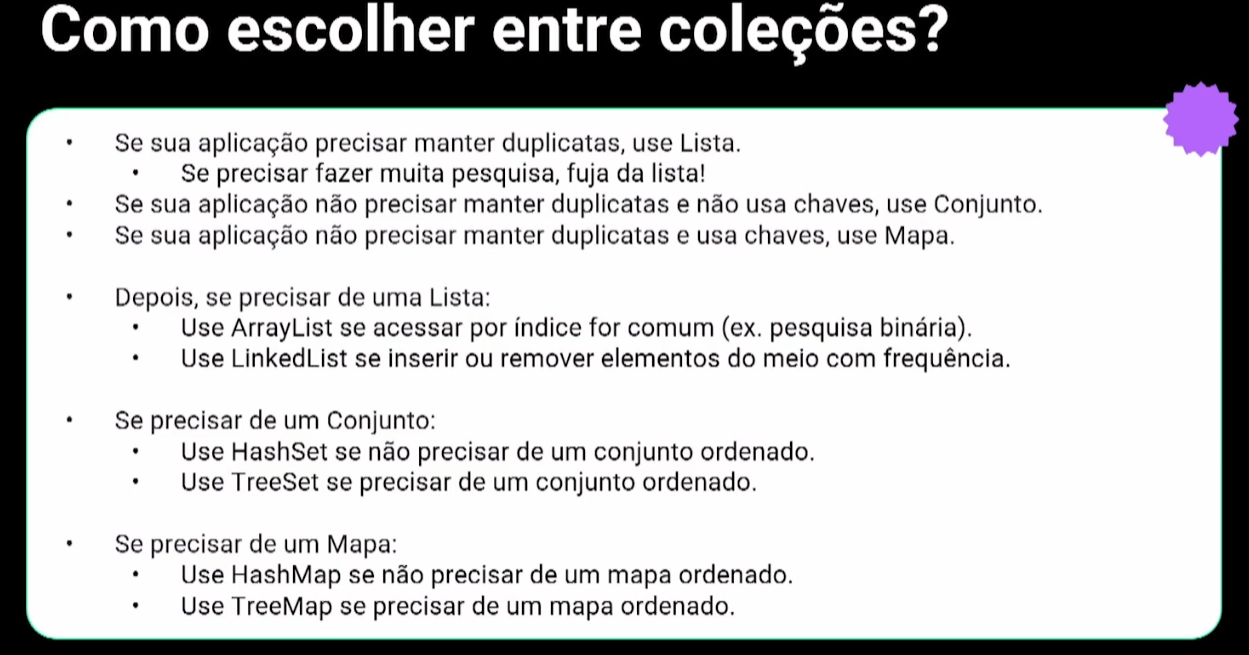 Como escolher entre coleções?
• Se sua aplicação precisar manter duplicatas, use Lista.
• Se precisar fazer muita pesquisa, fuja da lista!
• Se sua aplicação não precisar manter duplicatas e não usa chaves, use Conjunto.
• Se sua aplicação não precisar manter duplicatas e usa chaves, use Mapa.
• Depois, se precisar de uma Lista:
• Use ArrayList se acessar por índice for comum (ex. pesquisa binária).
• Use LinkedList se inserir ou remover elementos do meio com frequência.
• Se precisar de um Conjunto:
• Use HashSet se não precisar de um conjunto ordenado.
• Use TreeSet se precisar de um conjunto ordenado.
• Se precisar de um Mapa:
• Use HashMap se não precisar de um mapa ordenado.
• Use TreeMap se precisar de um mapa ordenado.